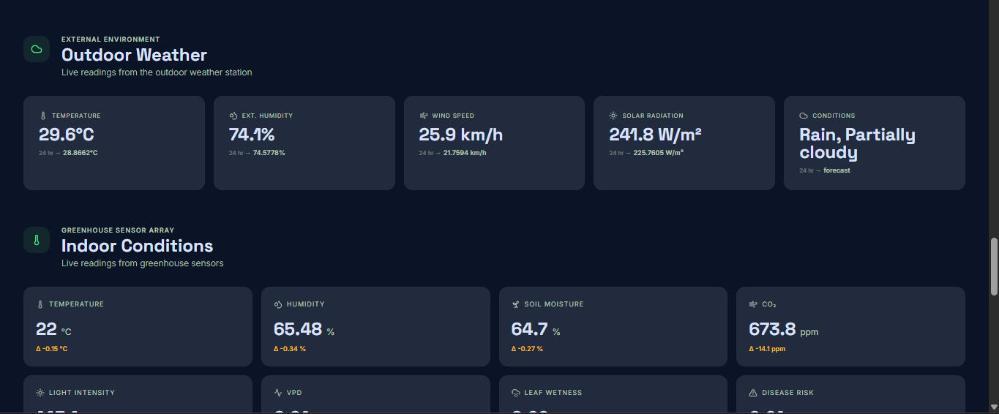 EXTERNAL ENVIRONMENT
Outdoor Weather
Live readings from the outdoor weather station
TEMPERATURE
29.6°C
24 hr → 28.8662°C
EXT. HUMIDITY
74.1%
24 hr → 74.5778%
WIND SPEED
25.9 km/h
24 hr → 21.7594 km/h
SOLAR RADIATION
241.8 W/m²
24 hr → 225.7605 W/m²
CONDITIONS
Rain, Partially
cloudy
24 hr → forecast
GREENHOUSE SENSOR ARRAY
Indoor Conditions
Live readings from greenhouse sensors
TEMPERATURE
22 °C
Δ -0.15 °C
HUMIDITY
65.48 %
Δ -0.34 %
SOIL MOISTURE
64.7 %
Δ -0.27 %
CO₂
673.8 ppm
Δ -14.1 ppm
LIGHT INTENSITY
VPD
LEAF WETNESS
DISEASE RISK